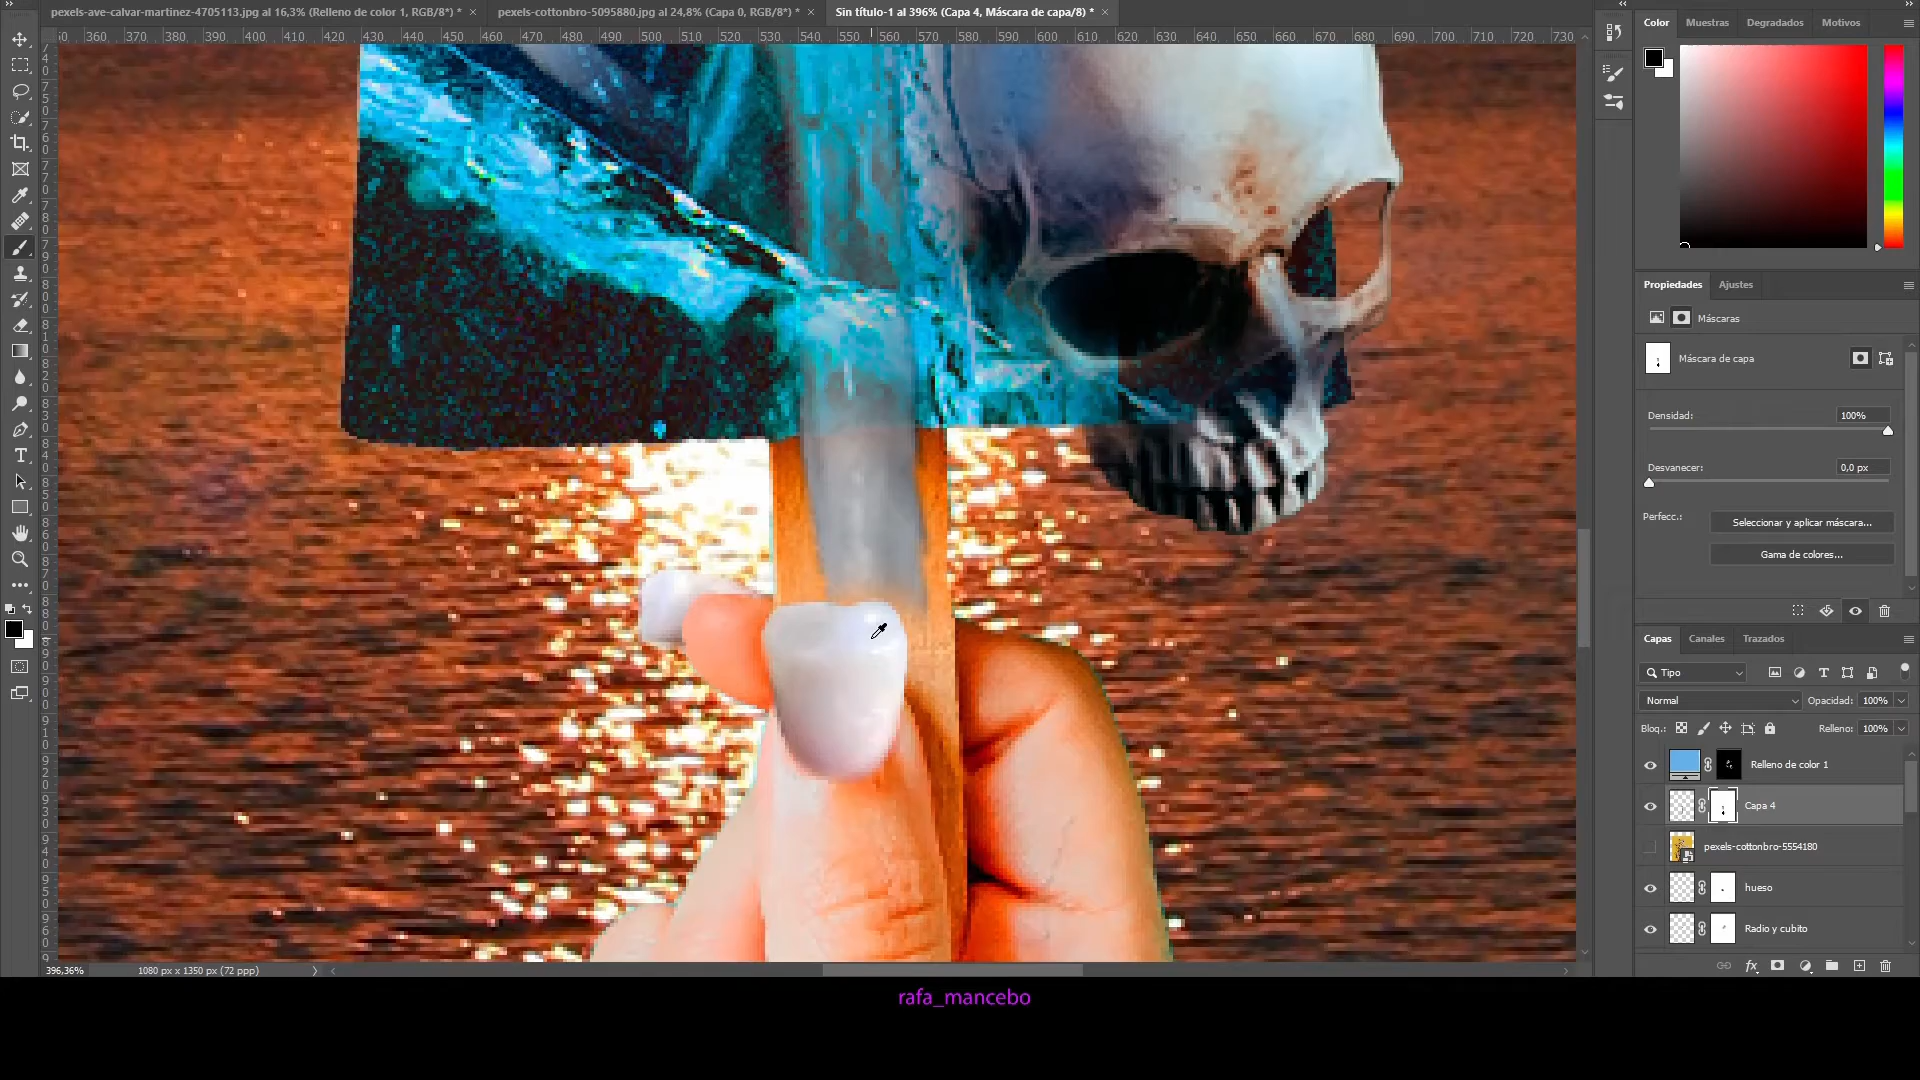 pexels-ave-calvar-martinez-4705113.jpg al 16,3% (Relleno de color 1, RGB/8*) * ×
pexels-cottonbro-5095880.jpg al 24,8% (Capa 0, RGB/8*) * ×
Sin título-1 al 396% (Capa 4, Máscara de capa/8) * ×
360 370 380 390 400 410 420 430 440 450 460 470 480 490 500 510 520 530 540 550 560 570 580 590 600 610 620 630 640 650 660 670 680 690 700 710 720 730
Color Muestras Degradados Motivos
Propiedades Ajustes
Máscaras
Máscara de capa
Densidad: 100%
Desvanecer: 0,0 px
Perfecc.: Seleccionar y aplicar máscara...
Gama de colores...
Capas Canales Trazados
Tipo
Normal Opacidad: 100%
Bloq.: Relleno: 100%
Relleno de color 1
Capa 4
pexels-cottonbro-5554180
hueso
Radio y cubito
fx
396,36% 1080 px x 1350 px (72 ppp)
rafa_mancebo